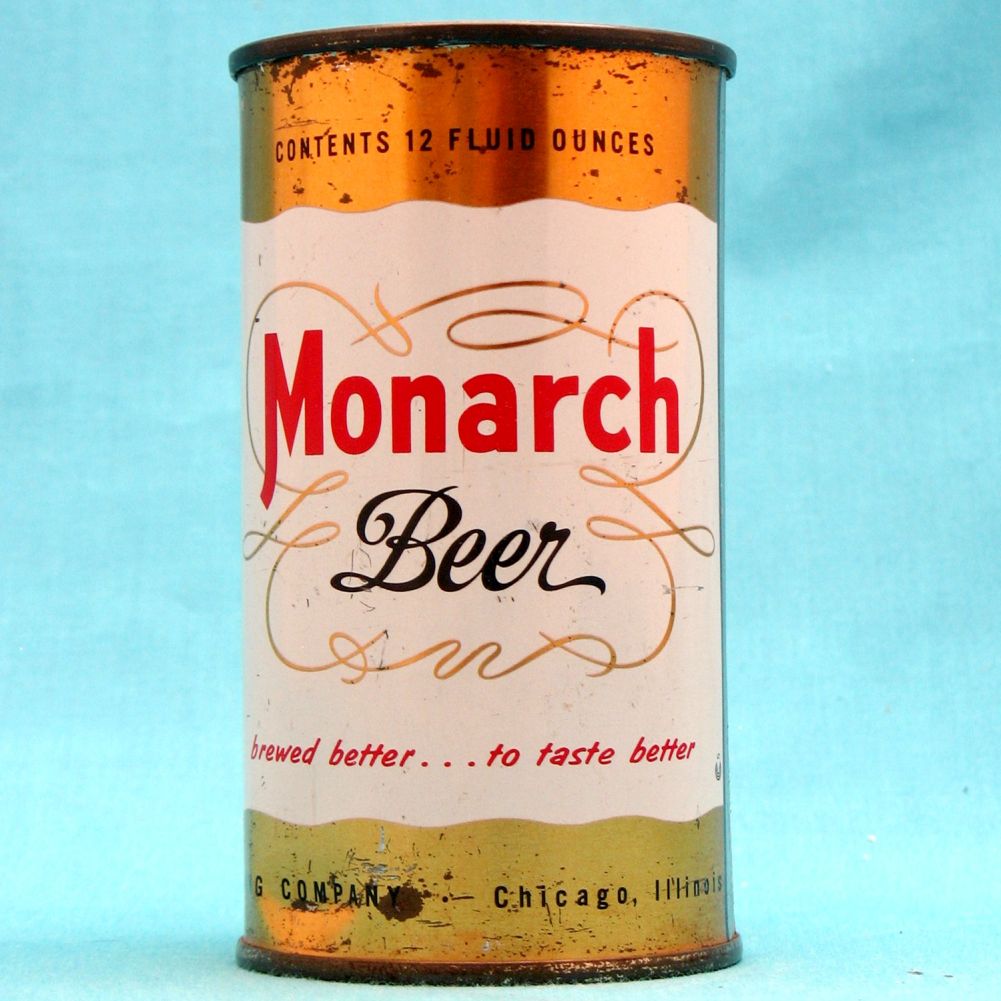 CONTENTS 12 FLUID OUNCES
Monarch
Beer
brewed better...to taste better
G COMPANY — Chicago, Illinois